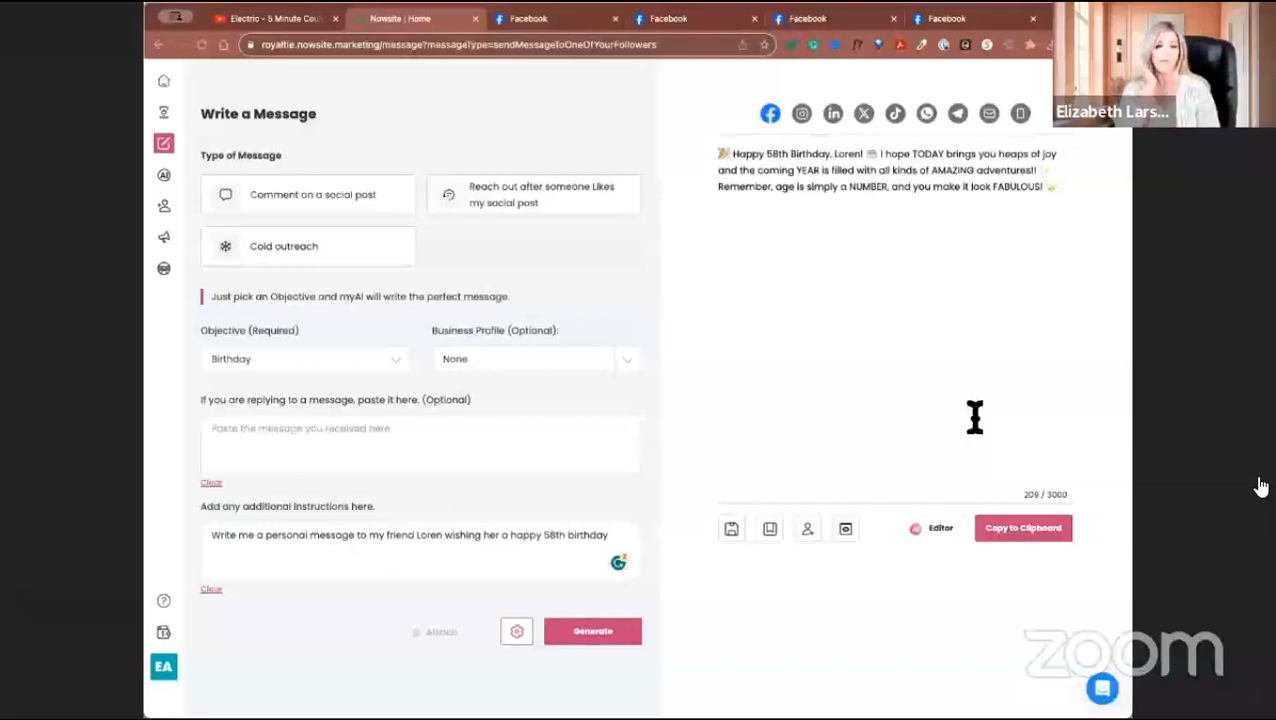 Electric - 5 Minute Coun
Nowsite | Home
Facebook
Facebook
Facebook
Facebook
royaltie.nowsite.marketing/message?messageType=sendMessageToOneOfYourFollowers
Elizabeth Lars...
Write a Message
Type of Message
Comment on a social post
Reach out after someone Likes
my social post
Cold outreach
Just pick an Objective and myAI will write the perfect message.
Objective (Required)
Business Profile (Optional):
Birthday
None
If you are replying to a message, paste it here. (Optional)
Paste the message you received here
Clear
Add any additional instructions here.
Write me a personal message to my friend Loren wishing her a happy 58th birthday
Clear
Attach
Generate
AI
EA
Happy 58th Birthday, Loren! I hope TODAY brings you heaps of joy
and the coming YEAR is filled with all kinds of AMAZING adventures!!
Remember, age is simply a NUMBER, and you make it look FABULOUS!
209 / 3000
Editor
Copy to Clipboard
zoom